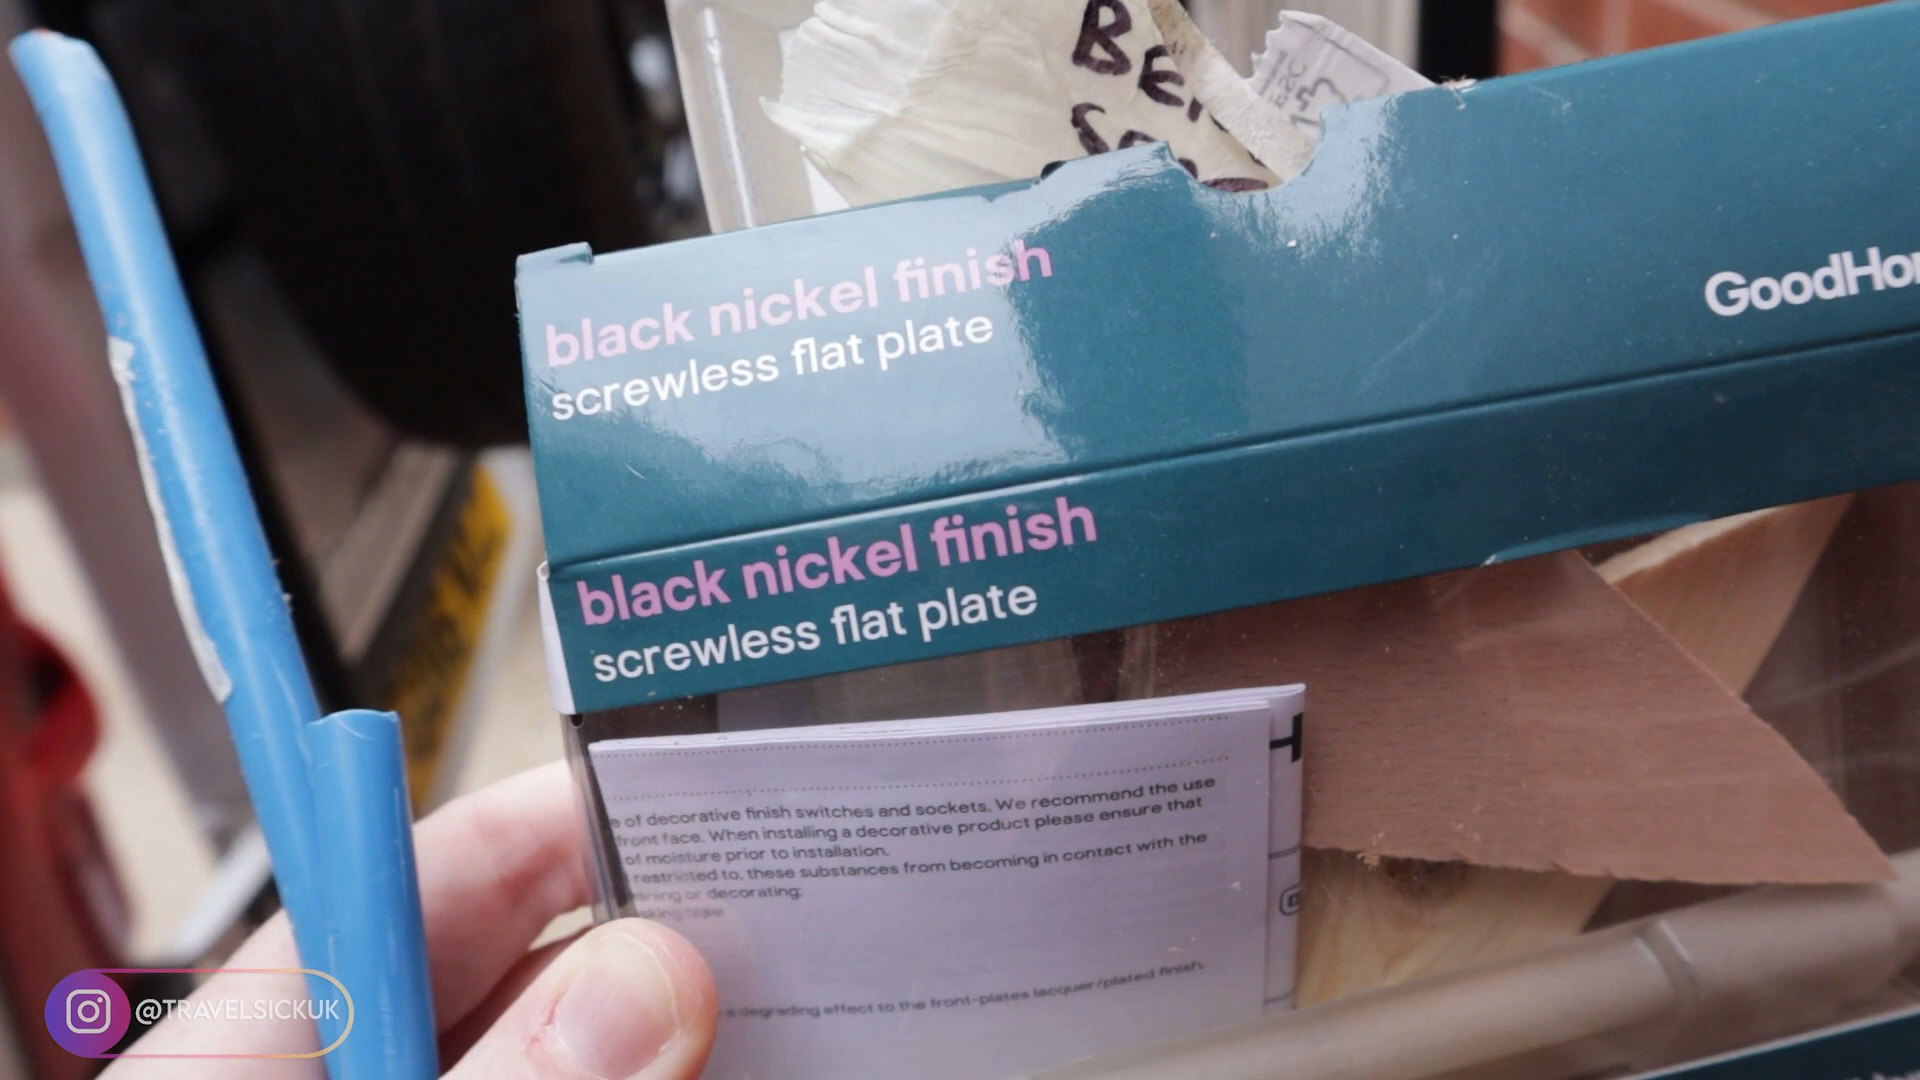 BE
black nickel finish
screwless flat plate
GoodHo
black nickel finish
screwless flat plate
of decorative finish switches and sockets. We recommend the use
front face. When installing a decorative product please ensure that
of moisture prior to installation.
restricted to, these substances from becoming in contact with the
or decorating:
a degrading effect to the front-plates lacquer/plated finish.
@TRAVELSICKUK